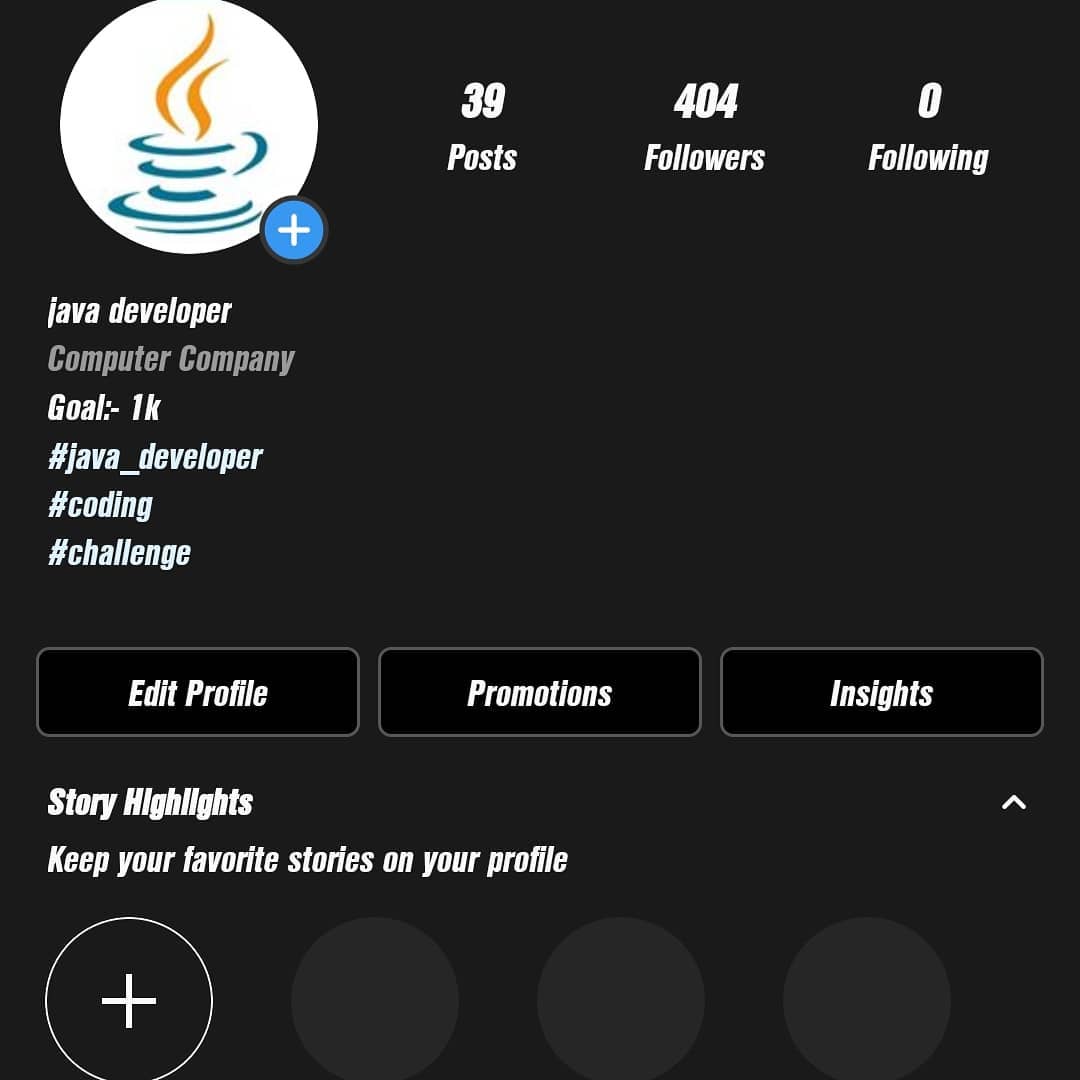 39 404 0
Posts Followers Following
java developer
Computer Company
Goal:- 1k
#java_developer
#coding
#challenge
Edit Profile Promotions Insights
Story Highlights
Keep your favorite stories on your profile